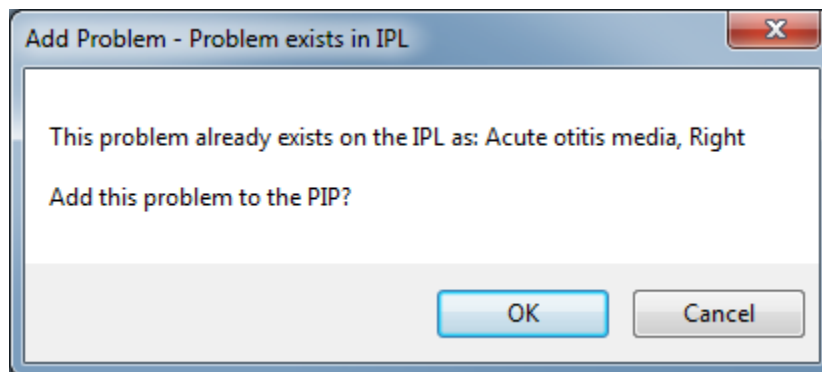 Add Problem - Problem exists in IPL
This problem already exists on the IPL as: Acute otitis media, Right
Add this problem to the PIP?
OK
Cancel